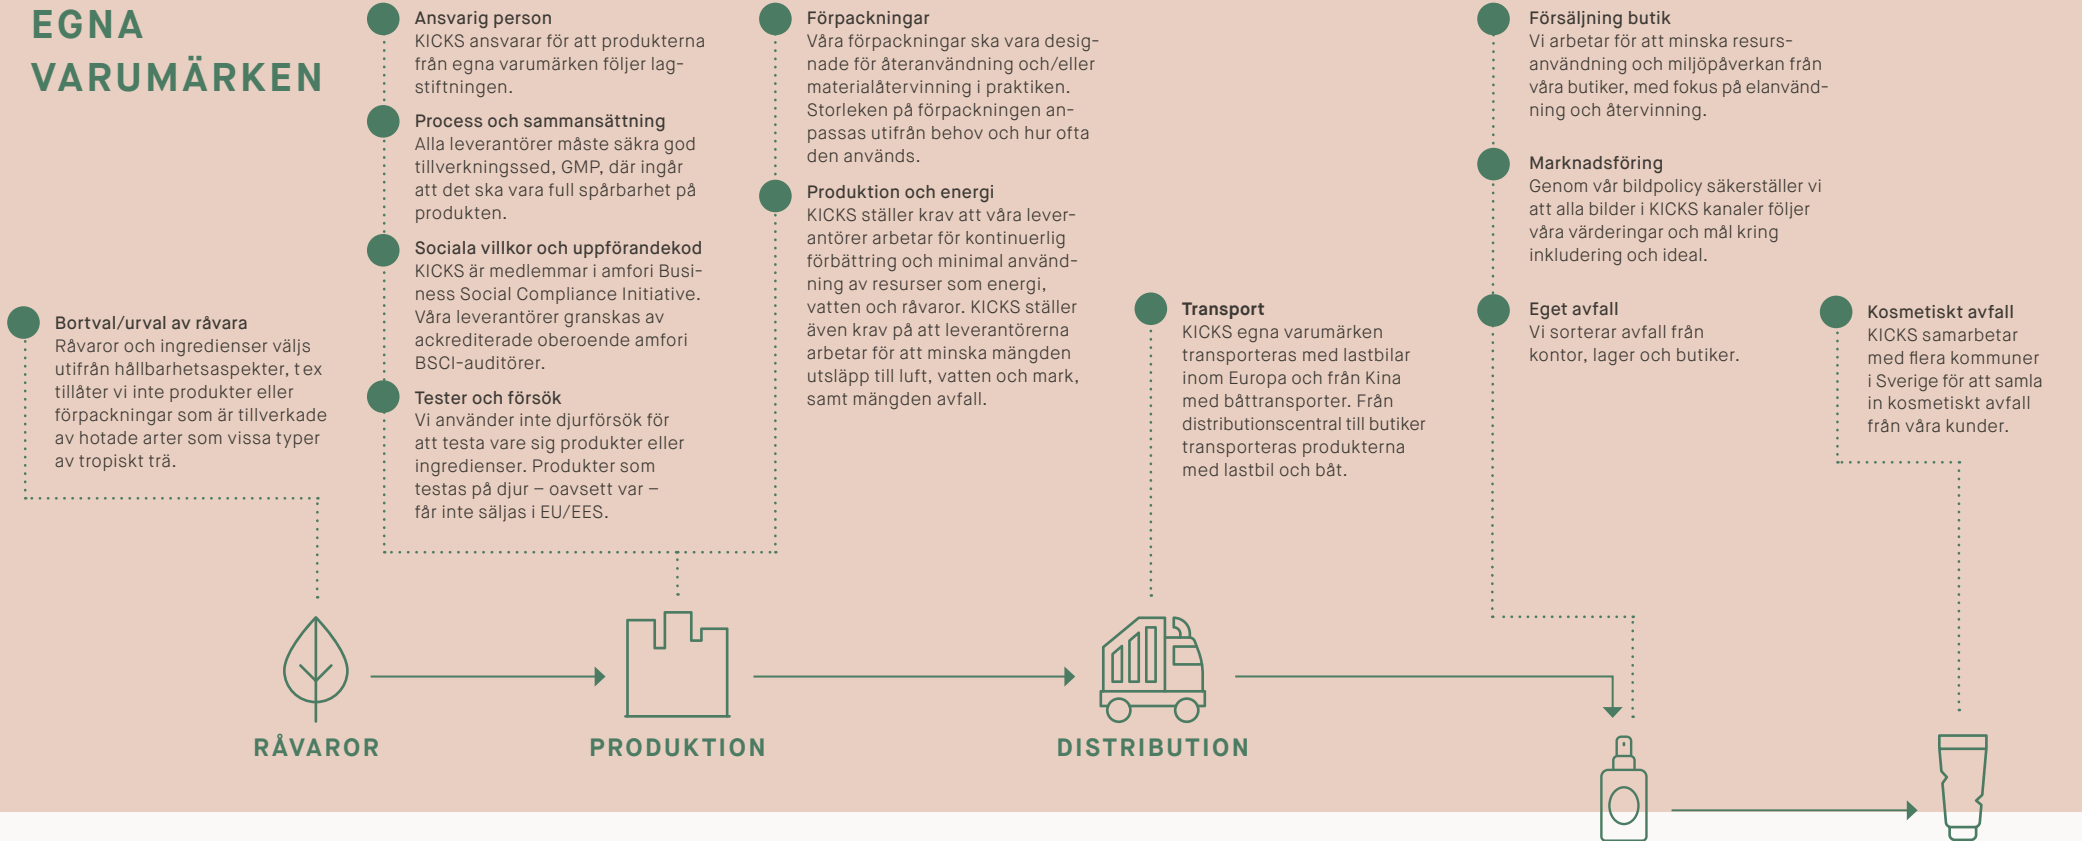 EGNA
VARUMÄRKEN
Bortval/urval av råvara
Råvaror och ingredienser väljs
utifrån hållbarhetsaspekter, t ex
tillåter vi inte produkter eller
förpackningar som är tillverkade
av hotade arter som vissa typer
av tropiskt trä.
Ansvarig person
KICKS ansvarar för att produkterna
från egna varumärken följer lag-
stiftningen.
Process och sammansättning
Alla leverantörer måste säkra god
tillverkningssed, GMP, där ingår
att det ska vara full spårbarhet på
produkten.
Sociala villkor och uppförandekod
KICKS är medlemmar i amfori Busi-
ness Social Compliance Initiative.
Våra leverantörer granskas av
ackrediterade oberoende amfori
BSCI-auditörer.
Tester och försök
Vi använder inte djurförsök för
att testa vare sig produkter eller
ingredienser. Produkter som
testas på djur – oavsett var –
får inte säljas i EU/EES.
Förpackningar
Våra förpackningar ska vara desig-
nade för återanvändning och/eller
materialåtervinning i praktiken.
Storleken på förpackningen an-
passas utifrån behov och hur ofta
den används.
Produktion och energi
KICKS ställer krav att våra lever-
antörer arbetar för kontinuerlig
förbättring och minimal använd-
ning av resurser som energi,
vatten och råvaror. KICKS ställer
även krav på att leverantörerna
arbetar för att minska mängden
utsläpp till luft, vatten och mark,
samt mängden avfall.
Transport
KICKS egna varumärken
transporteras med lastbilar
inom Europa och från Kina
med båttransporter. Från
distributionscentral till butiker
transporteras produkterna
med lastbil och båt.
Försäljning butik
Vi arbetar för att minska resurs-
användning och miljöpåverkan från
våra butiker, med fokus på elanvänd-
ning och återvinning.
Marknadsföring
Genom vår bildpolicy säkerställer vi
att alla bilder i KICKS kanaler följer
våra värderingar och mål kring
inkludering och ideal.
Eget avfall
Vi sorterar avfall från
kontor, lager och butiker.
Kosmetiskt avfall
KICKS samarbetar
med flera kommuner
i Sverige för att samla
in kosmetiskt avfall
från våra kunder.
RÅVAROR
PRODUKTION
DISTRIBUTION